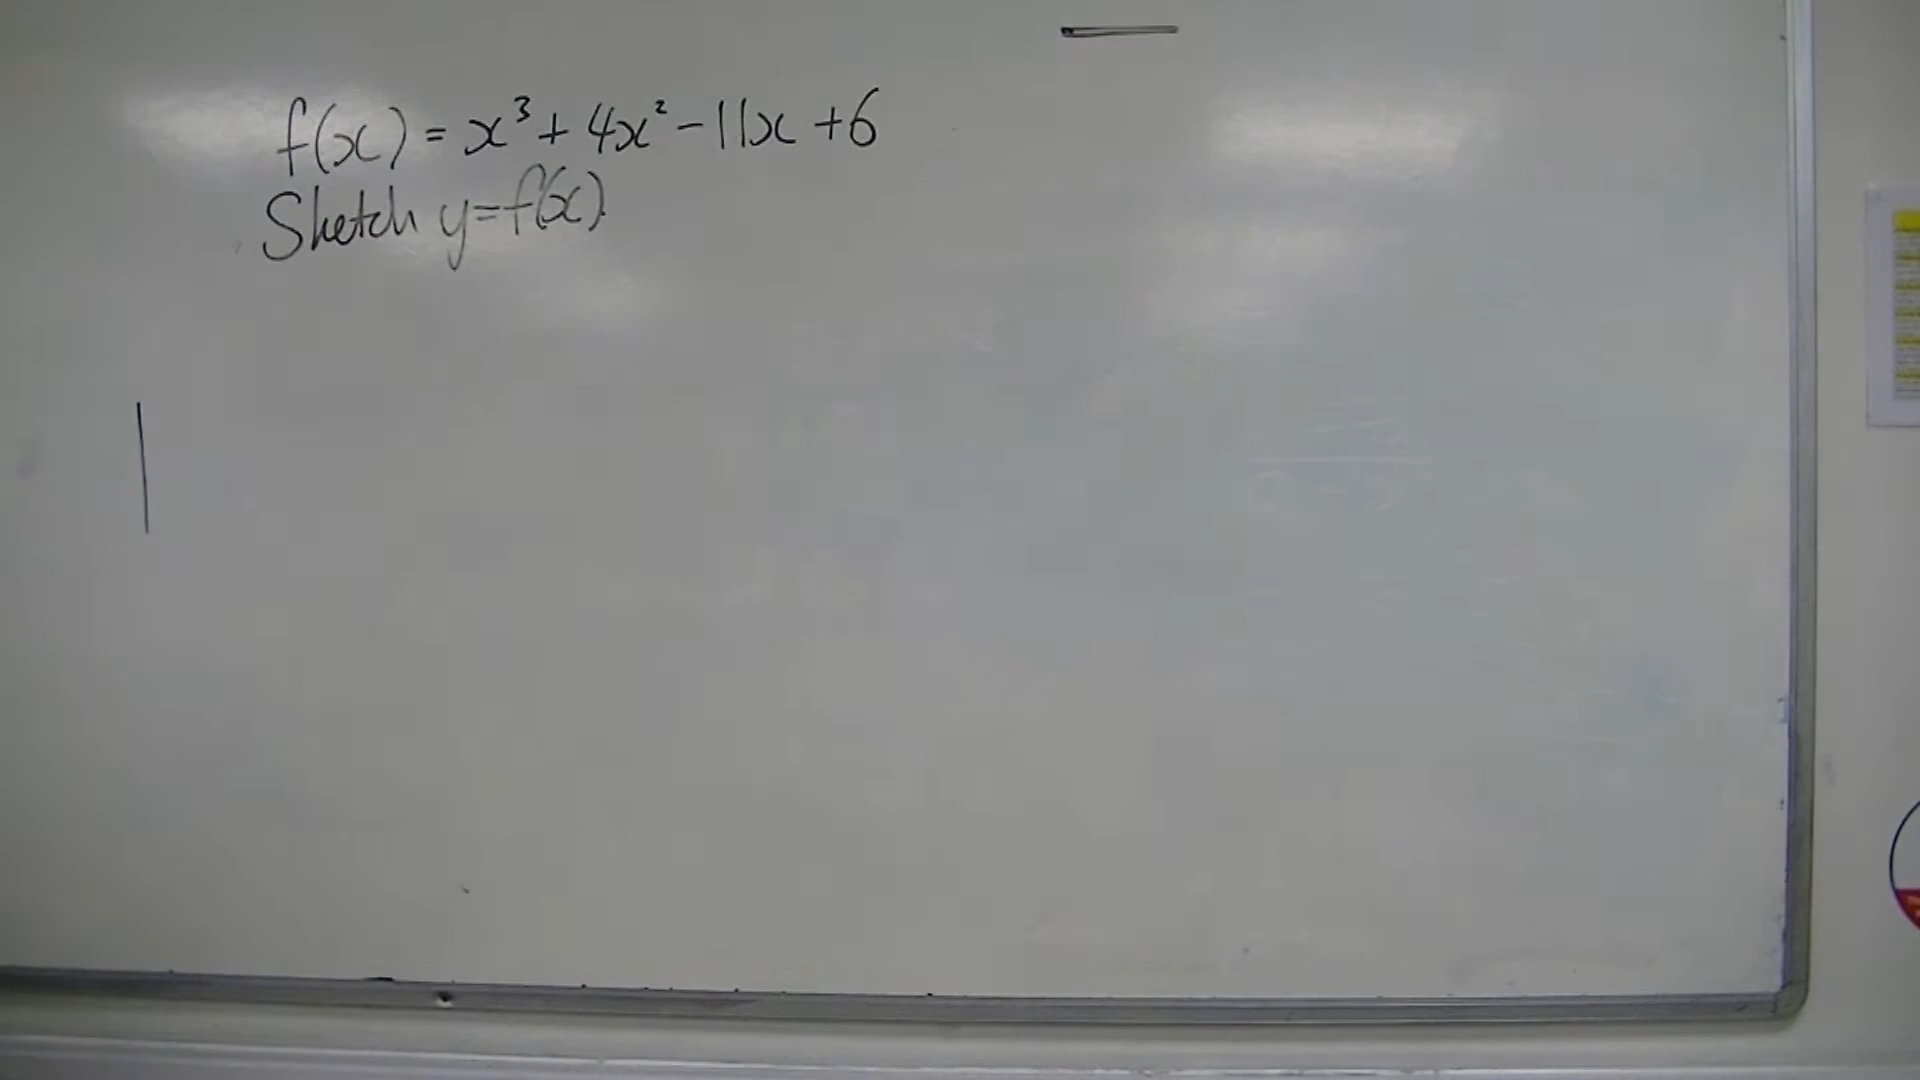 f(x) = x³ + 4x² - 11x + 6
Sketch y = f(x).